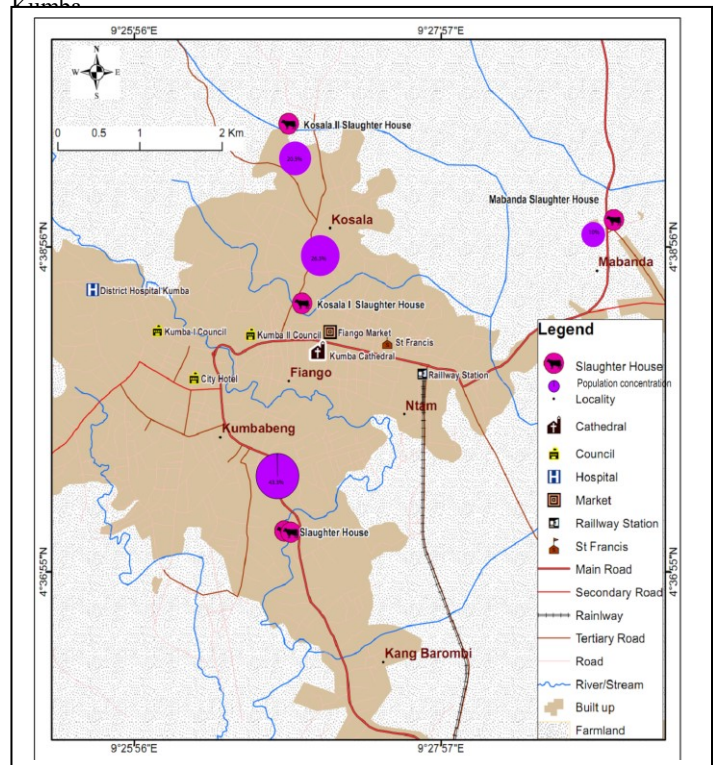 Kumba
9°25'56"E 9°27'57"E
N
W E
S
0 0.5 1 2 Km
Kosala II Slaughter House
Mabanda Slaughter House
Kosala
4°38'56"N
4°38'56"N
Mabanda
District Hospital Kumba
Kosala I Slaughter House
Kumba I Council
Kumba II Council
Fiango Market
St Francis
Kumba Cathedral
City Hotel
Fiango
Raillway Station
Ntam
Kumbabeng
Slaughter House
4°36'55"N
4°36'55"N
Kang Barombi
Legend
Slaughter House
Population concentration
Locality
Cathedral
Council
Hospital
Market
Raillway Station
St Francis
Main Road
Secondary Road
Rainlway
Tertiary Road
Road
River/Stream
Built up
Farmland
9°25'56"E 9°27'57"E